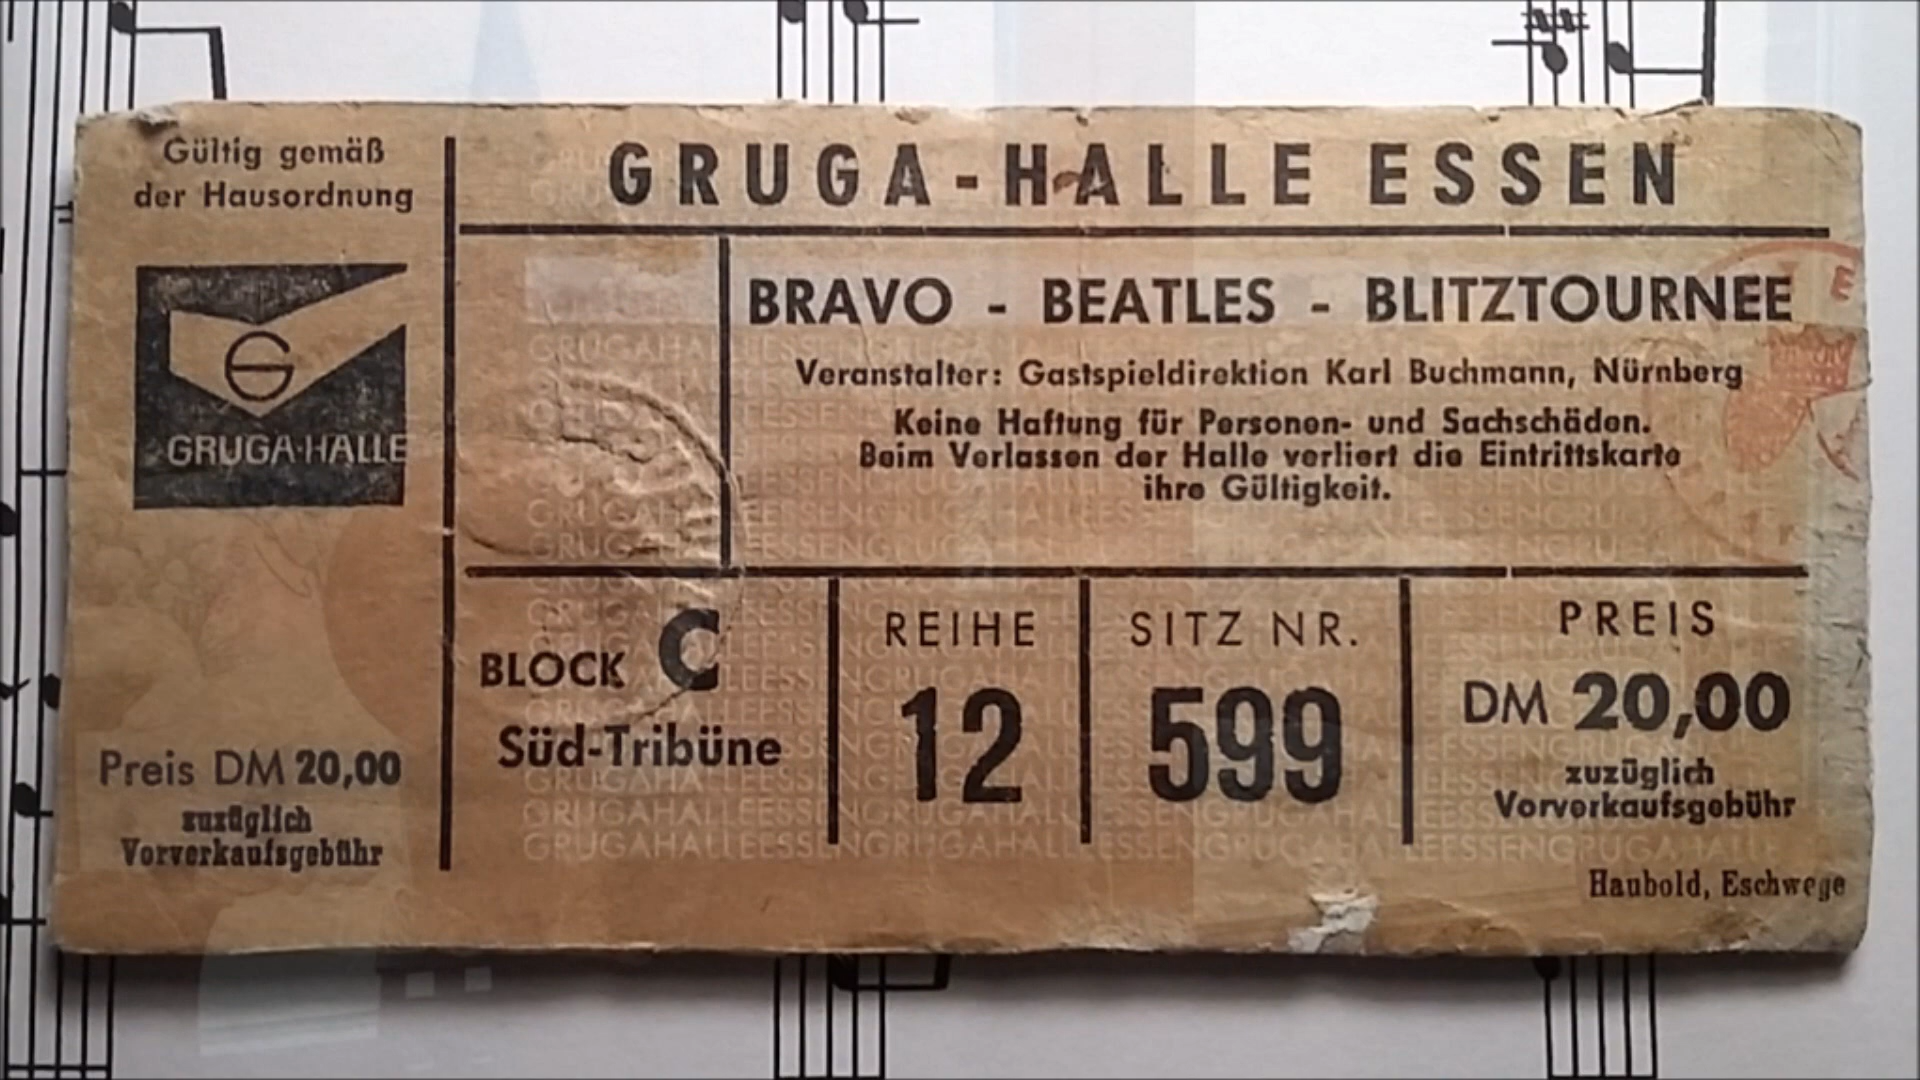 Gültig gemäß
der Hausordnung
GRUGA-HALLE
Preis DM 20,00
zuzüglich
Vorverkaufsgebühr
GRUGA-HALLE ESSEN
BRAVO - BEATLES - BLITZTOURNEE
Veranstalter: Gastspieldirektion Karl Buchmann, Nürnberg
Keine Haftung für Personen- und Sachschäden.
Beim Verlassen der Halle verliert die Eintrittskarte
ihre Gültigkeit.
BLOCK C
Süd-Tribüne
REIHE
12
SITZ NR.
599
PREIS
DM 20,00
zuzüglich
Vorverkaufsgebühr
Haubold, Eschwege